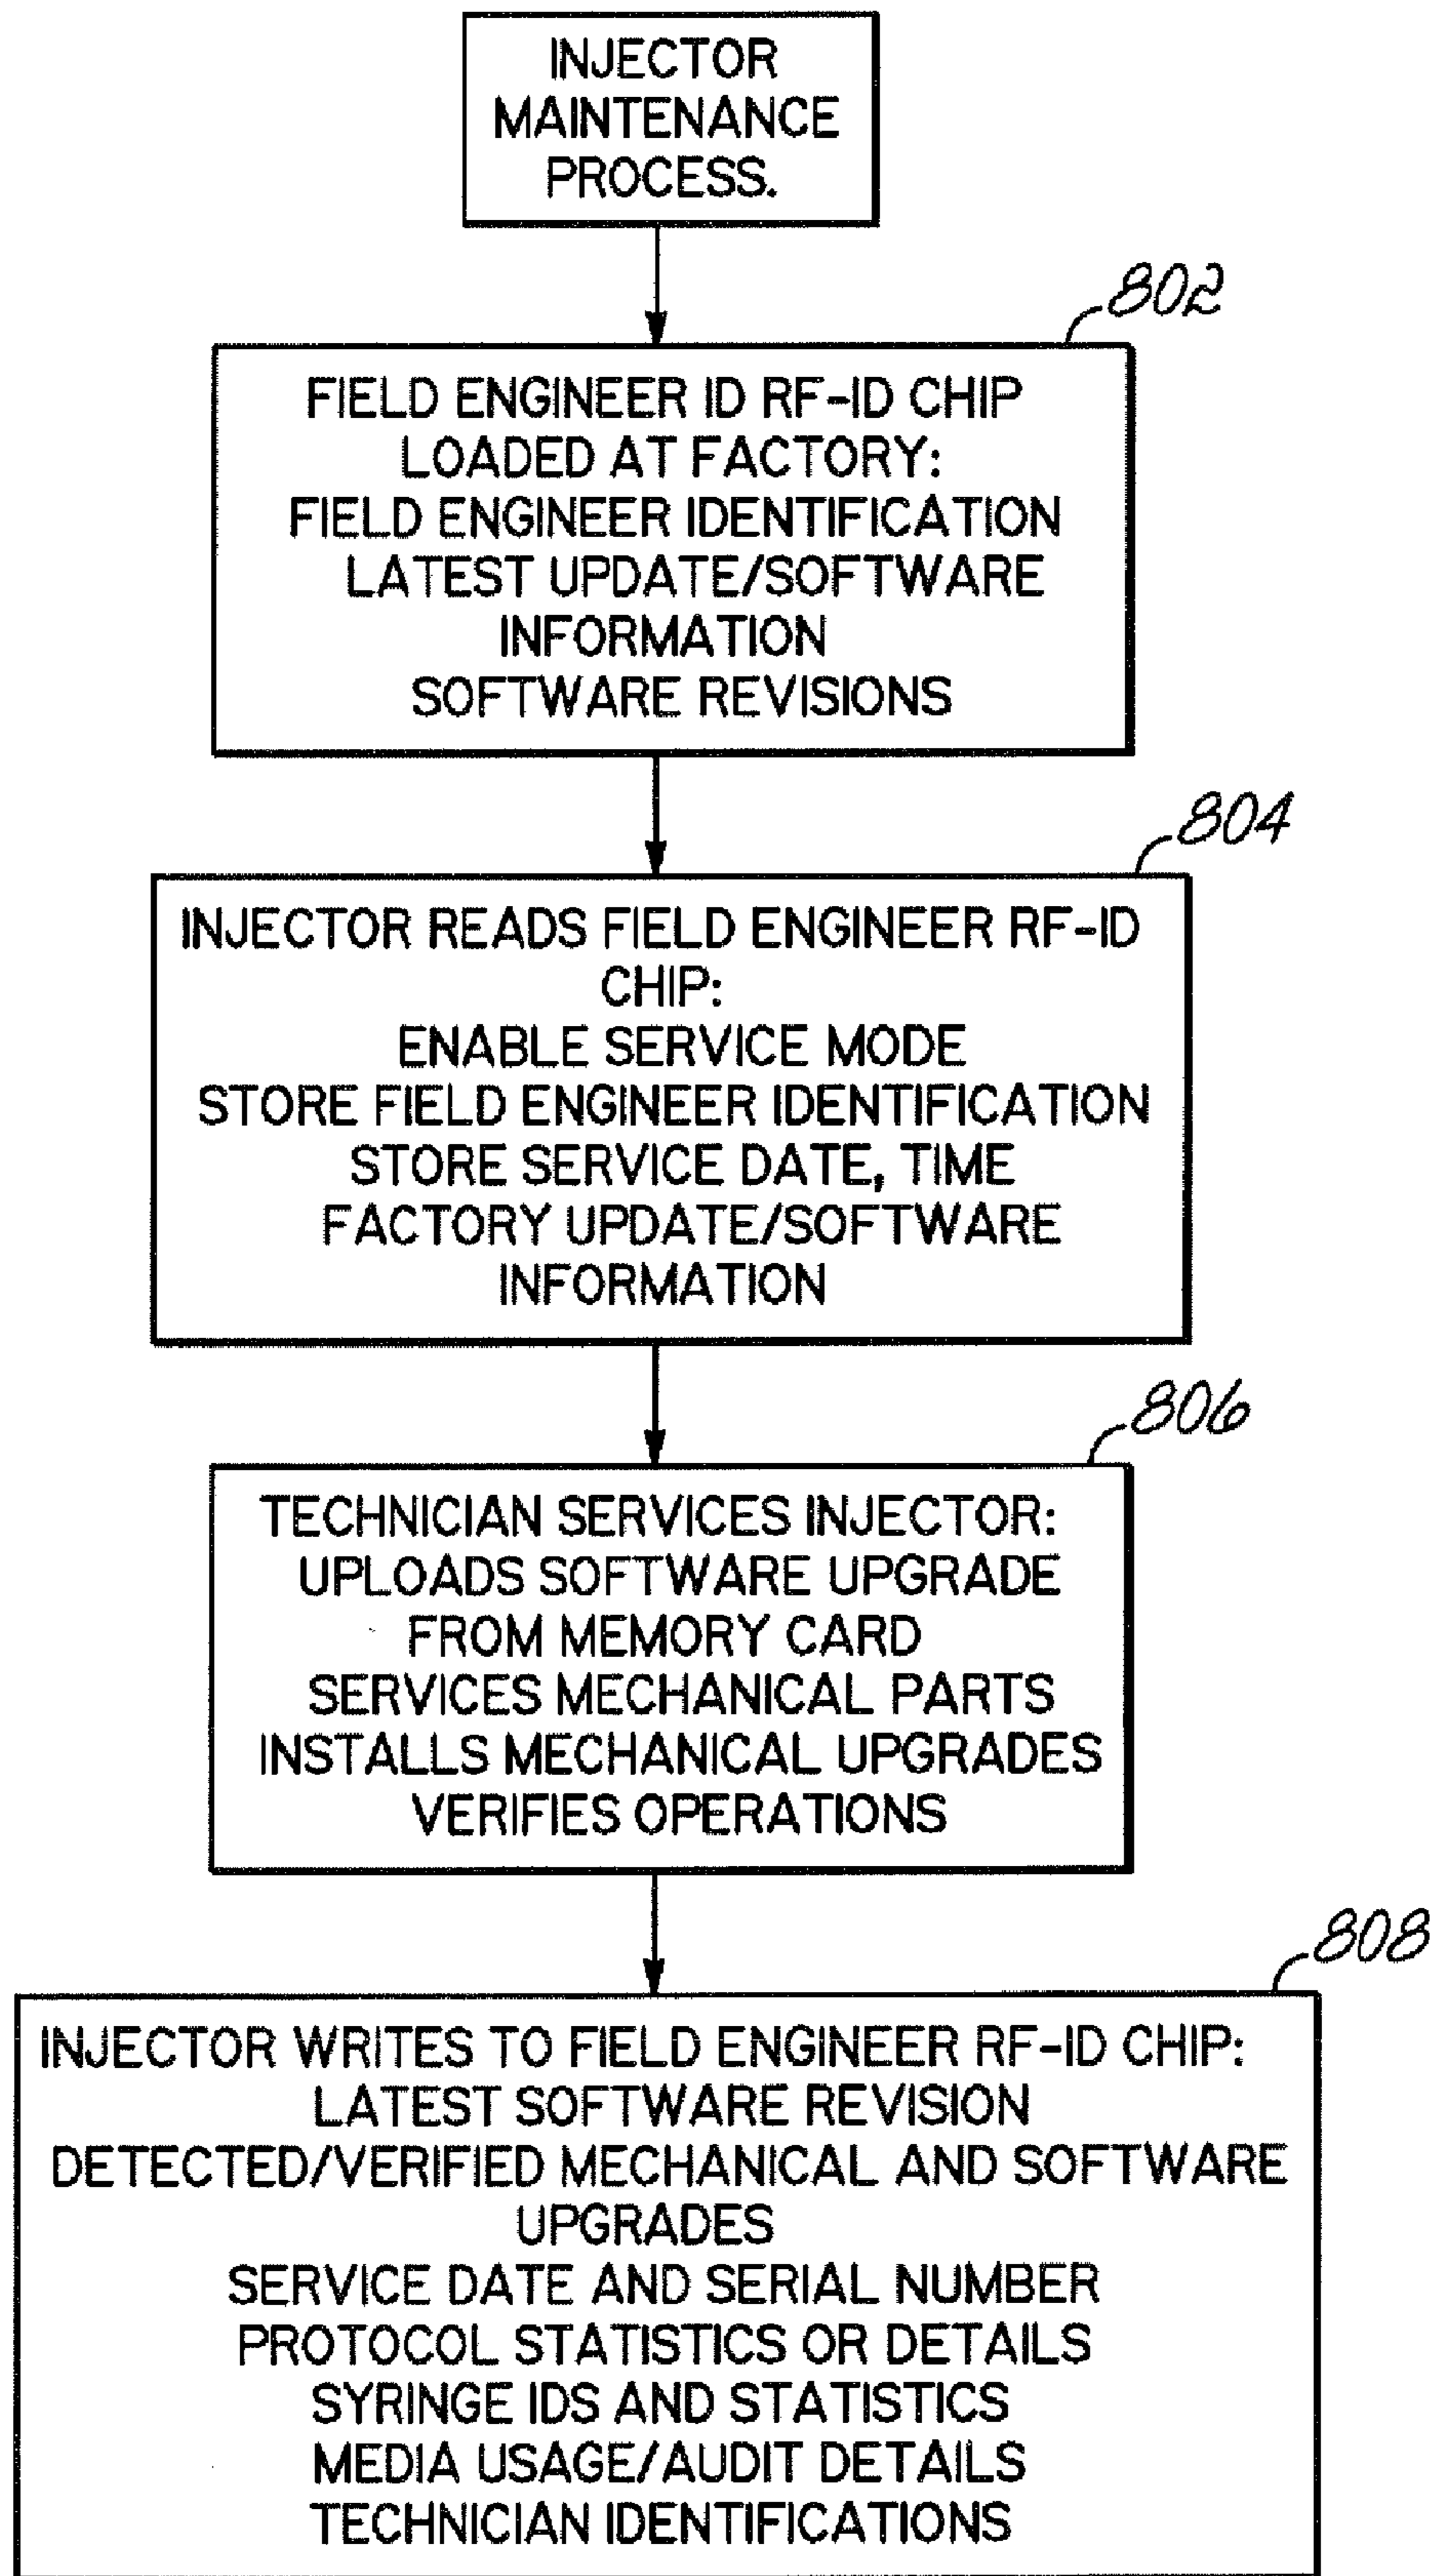 INJECTOR
MAINTENANCE
PROCESS.
802
FIELD ENGINEER ID RF-ID CHIP
LOADED AT FACTORY:
FIELD ENGINEER IDENTIFICATION
LATEST UPDATE/SOFTWARE
INFORMATION
SOFTWARE REVISIONS
804
INJECTOR READS FIELD ENGINEER RF-ID
CHIP:
ENABLE SERVICE MODE
STORE FIELD ENGINEER IDENTIFICATION
STORE SERVICE DATE, TIME
FACTORY UPDATE/SOFTWARE
INFORMATION
806
TECHNICIAN SERVICES INJECTOR:
UPLOADS SOFTWARE UPGRADE
FROM MEMORY CARD
SERVICES MECHANICAL PARTS
INSTALLS MECHANICAL UPGRADES
VERIFIES OPERATIONS
808
INJECTOR WRITES TO FIELD ENGINEER RF-ID CHIP:
LATEST SOFTWARE REVISION
DETECTED/VERIFIED MECHANICAL AND SOFTWARE
UPGRADES
SERVICE DATE AND SERIAL NUMBER
PROTOCOL STATISTICS OR DETAILS
SYRINGE IDS AND STATISTICS
MEDIA USAGE/AUDIT DETAILS
TECHNICIAN IDENTIFICATIONS